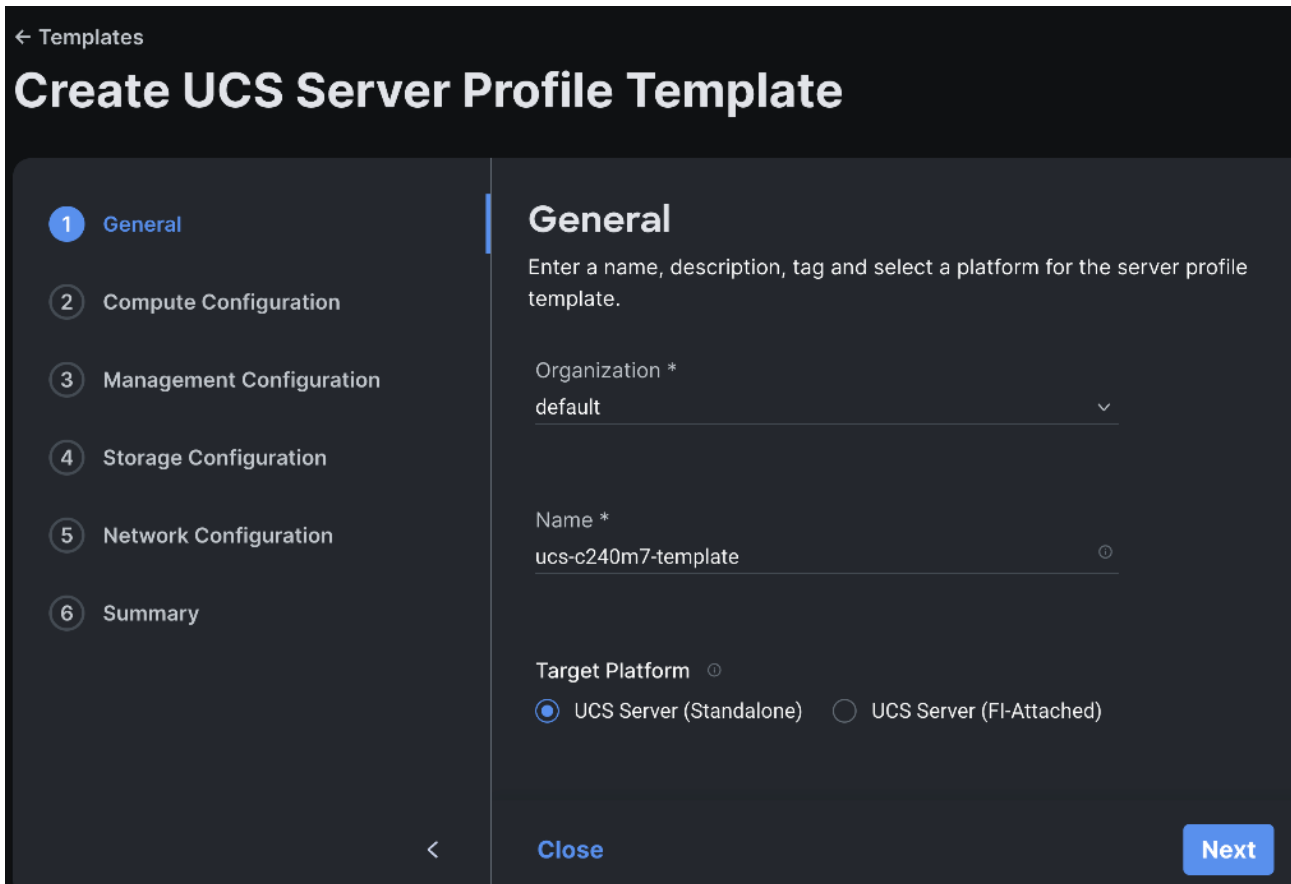 ← Templates
Create UCS Server Profile Template
1 General
2 Compute Configuration
3 Management Configuration
4 Storage Configuration
5 Network Configuration
6 Summary
General
Enter a name, description, tag and select a platform for the server profile
template.
Organization *
default
Name *
ucs-c240m7-template
Target Platform
UCS Server (Standalone) UCS Server (FI-Attached)
Close Next